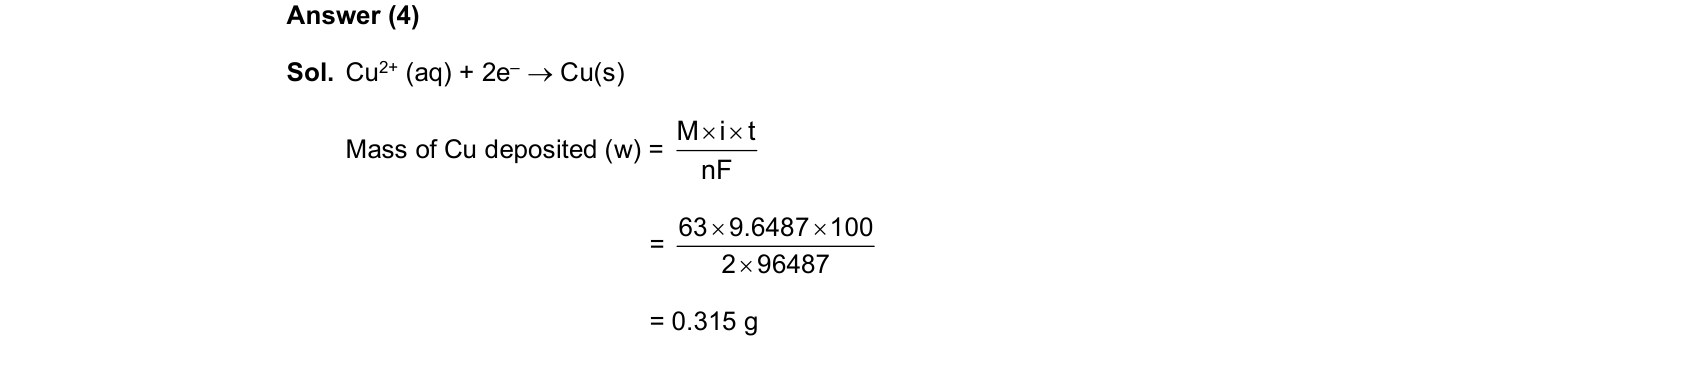 Answer (4)
Sol. Cu²⁺ (aq) + 2e⁻ → Cu(s)
Mass of Cu deposited (w) = M×i×t / nF
= 63×9.6487×100 / 2×96487
= 0.315 g